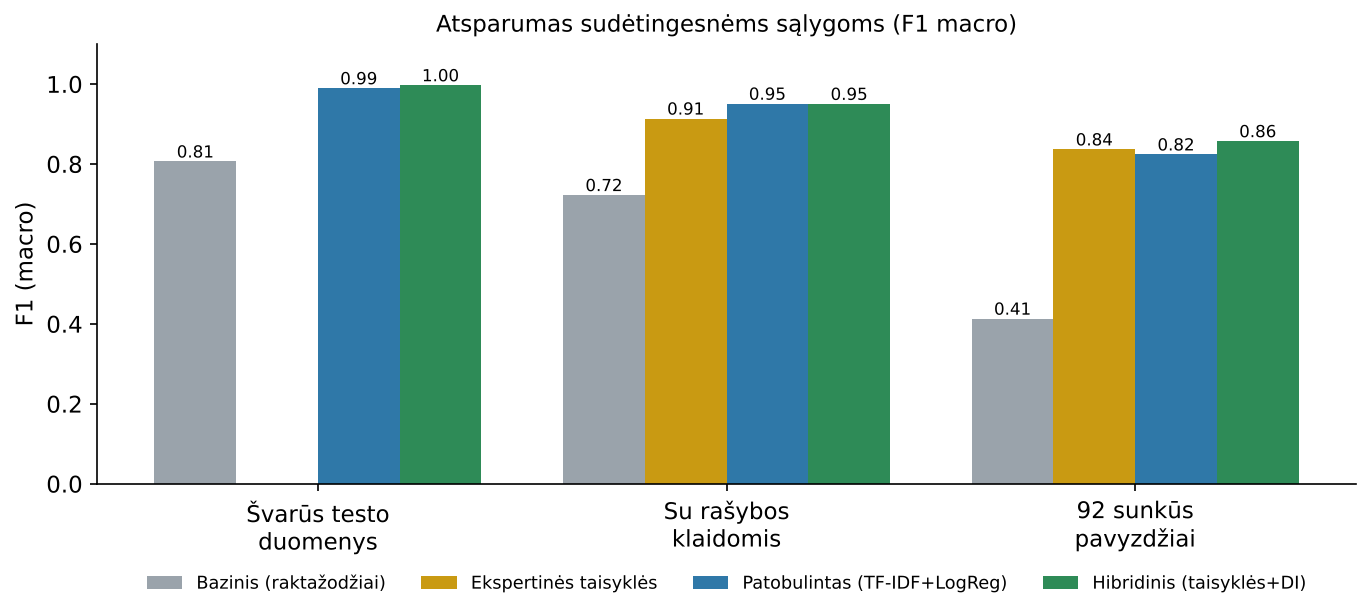 Atsparumas sudėtingesnėms sąlygoms (F1 macro)
F1 (macro)
1.0
0.8
0.6
0.4
0.2
0.0
0.81
0.99
1.00
0.72
0.91
0.95
0.95
0.41
0.84
0.82
0.86
Švarūs testo
duomenys
Su rašybos
klaidomis
92 sunkūs
pavyzdžiai
Bazinis (raktažodžiai)
Ekspertinės taisyklės
Patobulintas (TF-IDF+LogReg)
Hibridinis (taisyklės+DI)